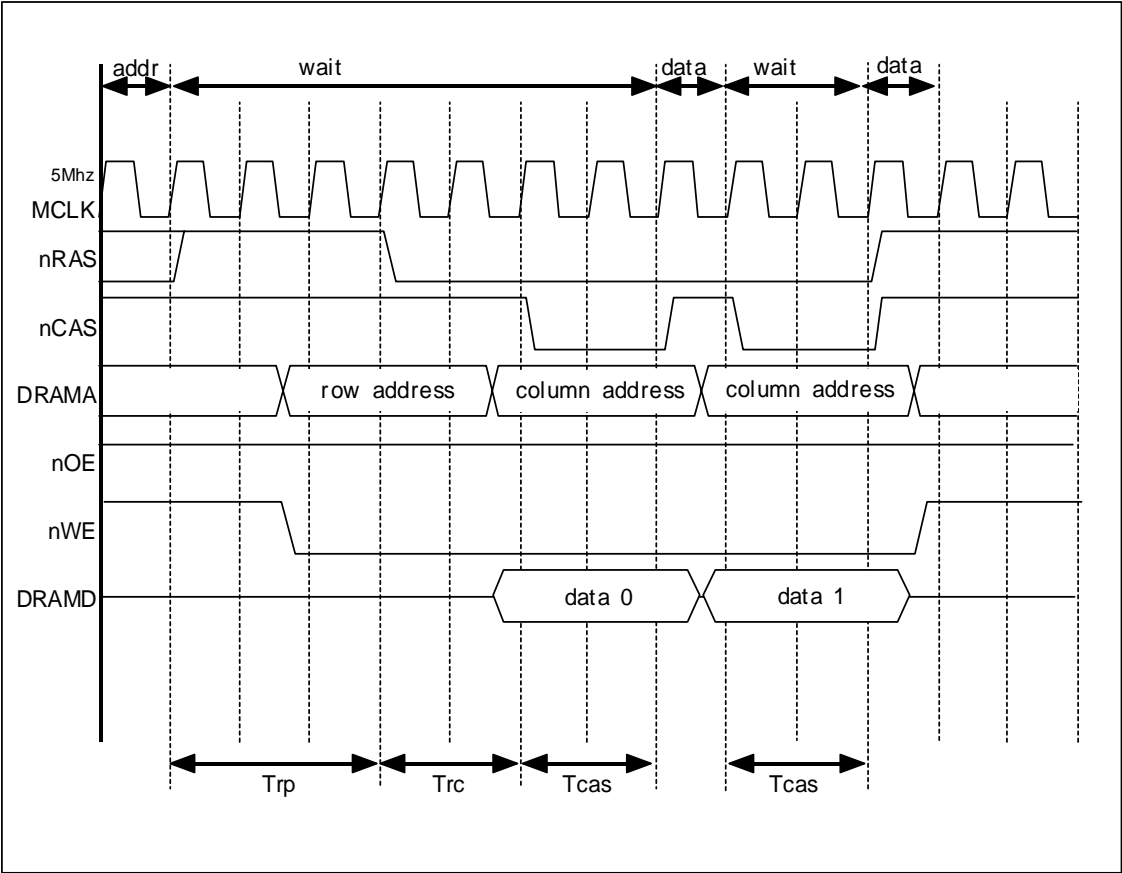 addr wait data wait data
5Mhz
MCLK
nRAS
nCAS
DRAMA row address column address column address
nOE
nWE
DRAMD data 0 data 1
Trp Trc Tcas Tcas